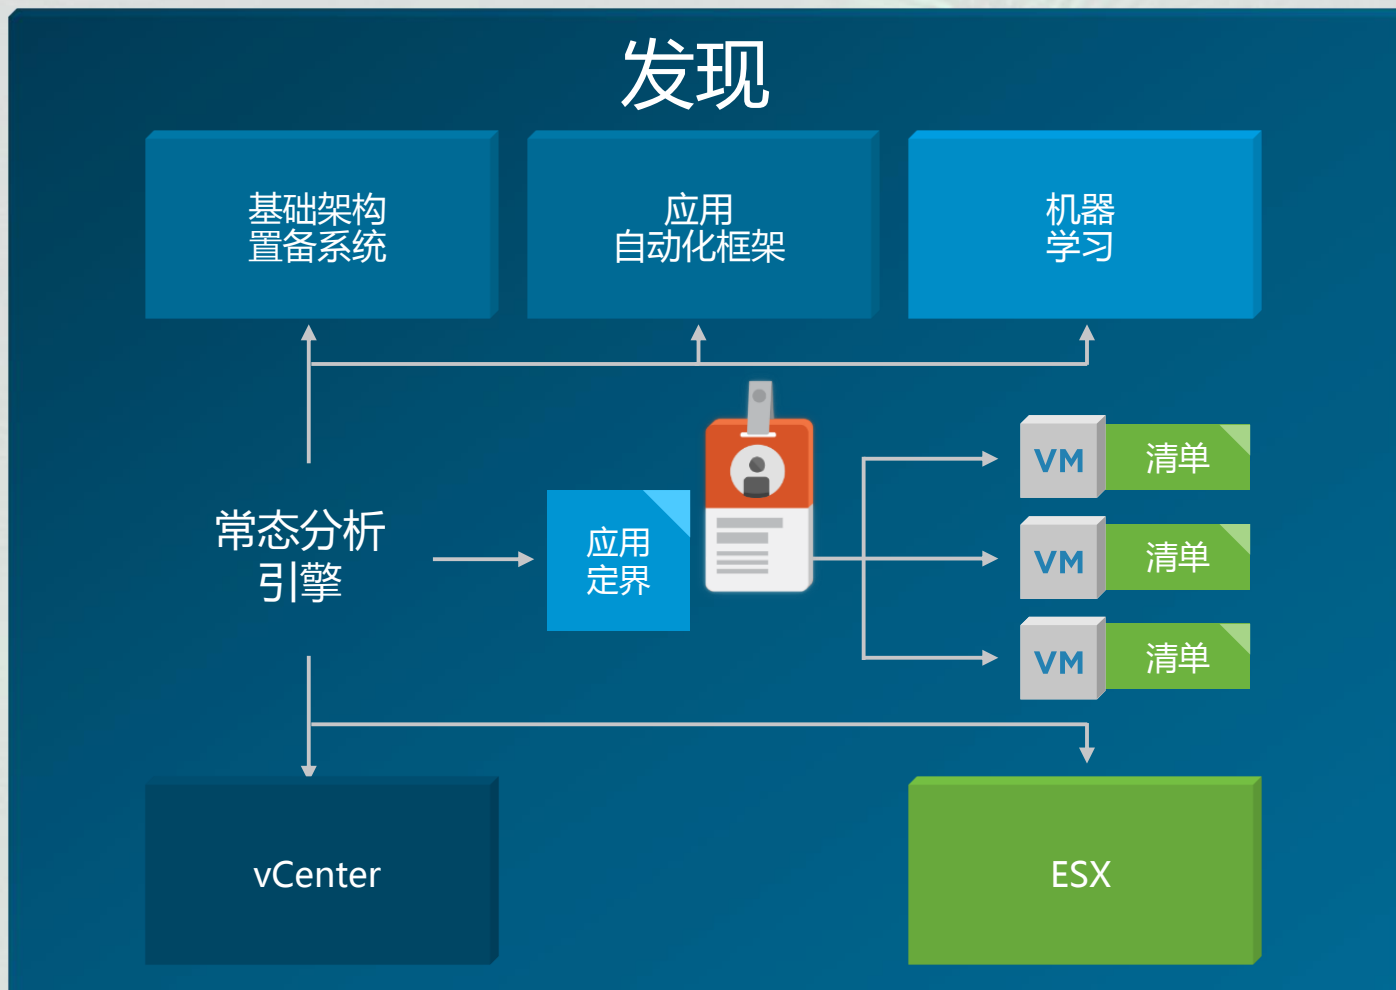 发现
基础架构
置备系统
应用
自动化框架
机器
学习
常态分析
引擎
应用
定界
VM
清单
VM
清单
VM
清单
vCenter
ESX